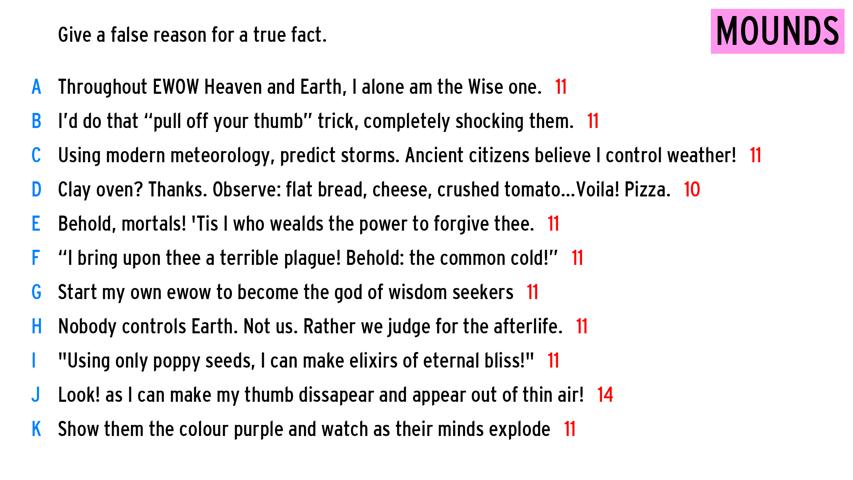 Give a false reason for a true fact.
MOUNDS
A Throughout EWOW Heaven and Earth, I alone am the Wise one. 11
B I'd do that “pull off your thumb” trick, completely shocking them. 11
C Using modern meteorology, predict storms. Ancient citizens believe I control weather! 11
D Clay oven? Thanks. Observe: flat bread, cheese, crushed tomato...Voila! Pizza. 10
E Behold, mortals! 'Tis I who wealds the power to forgive thee. 11
F “I bring upon thee a terrible plague! Behold: the common cold!” 11
G Start my own ewow to become the god of wisdom seekers 11
H Nobody controls Earth. Not us. Rather we judge for the afterlife. 11
I "Using only poppy seeds, I can make elixirs of eternal bliss!" 11
J Look! as I can make my thumb dissapear and appear out of thin air! 14
K Show them the colour purple and watch as their minds explode 11